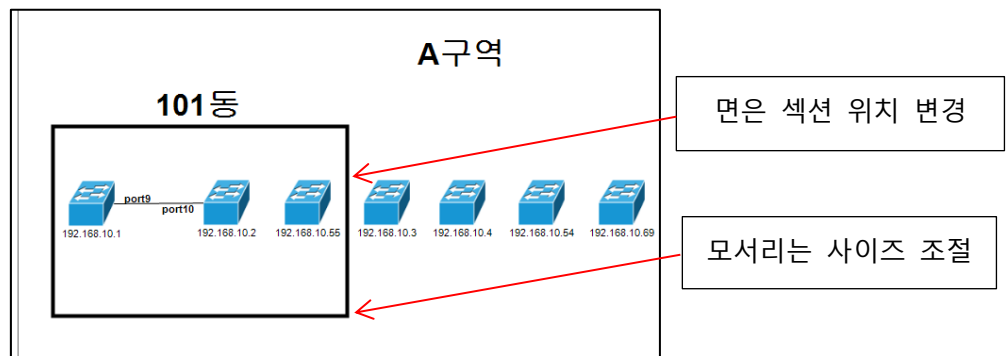 A구역
101동
면은 섹션 위치 변경
port9
port10
192.168.10.1
192.168.10.2
192.168.10.55
192.168.10.3
192.168.10.4
192.168.10.54
192.168.10.69
모서리는 사이즈 조절